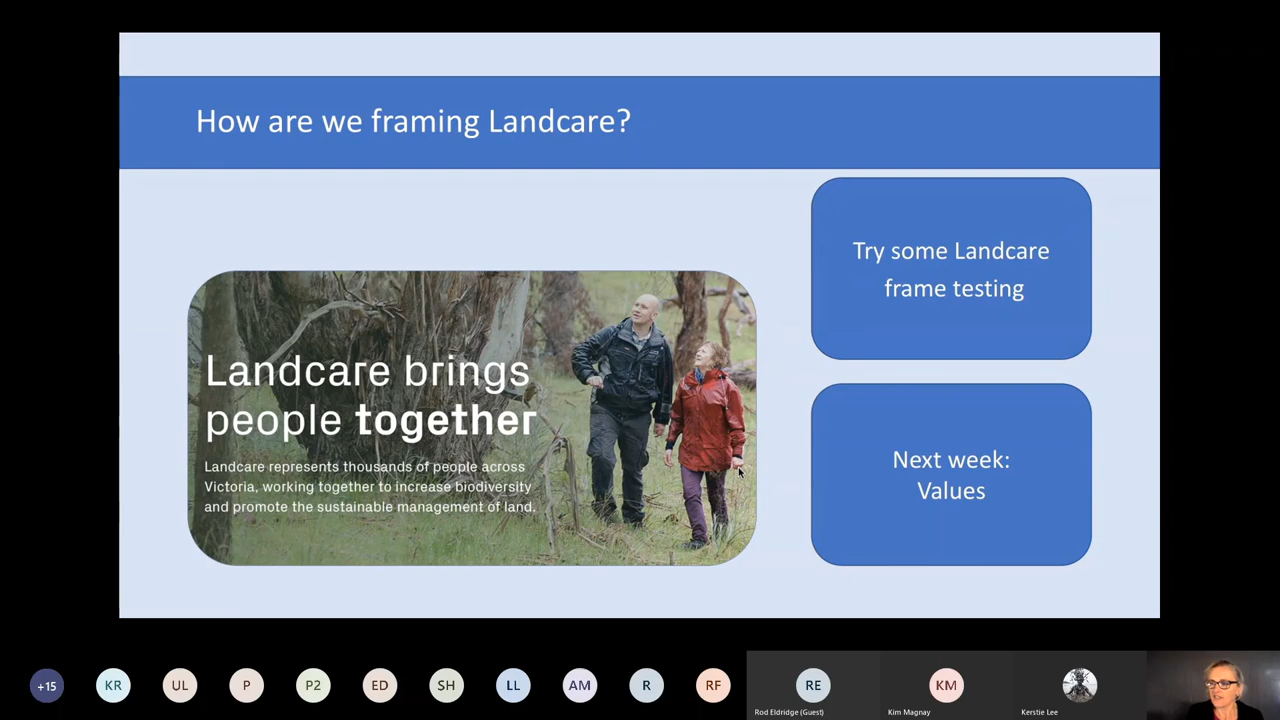 How are we framing Landcare?
Try some Landcare
frame testing
Landcare brings
people together
Landcare represents thousands of people across
Victoria, working together to increase biodiversity
and promote the sustainable management of land.
Next week:
Values
+15
KR
UL
P
P2
ED
SH
LL
AM
R
RF
RE
KM
Rod Eldridge (Guest)
Kim Magnay
Kerstie Lee